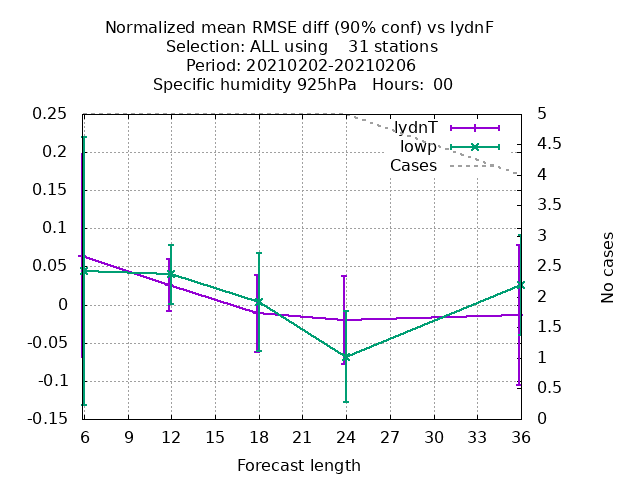 Normalized mean RMSE diff (90% conf) vs lydnF
Selection: ALL using    31 stations
Period: 20210202-20210206
Specific humidity 925hPa   Hours:  00
0.25
0.2
0.15
0.1
0.05
0
-0.05
-0.1
-0.15
5
4.5
4
3.5
3
2.5
2
1.5
1
0.5
0
lydnT
lowp
Cases
No cases
6 9 12 15 18 21 24 27 30 33 36
Forecast length